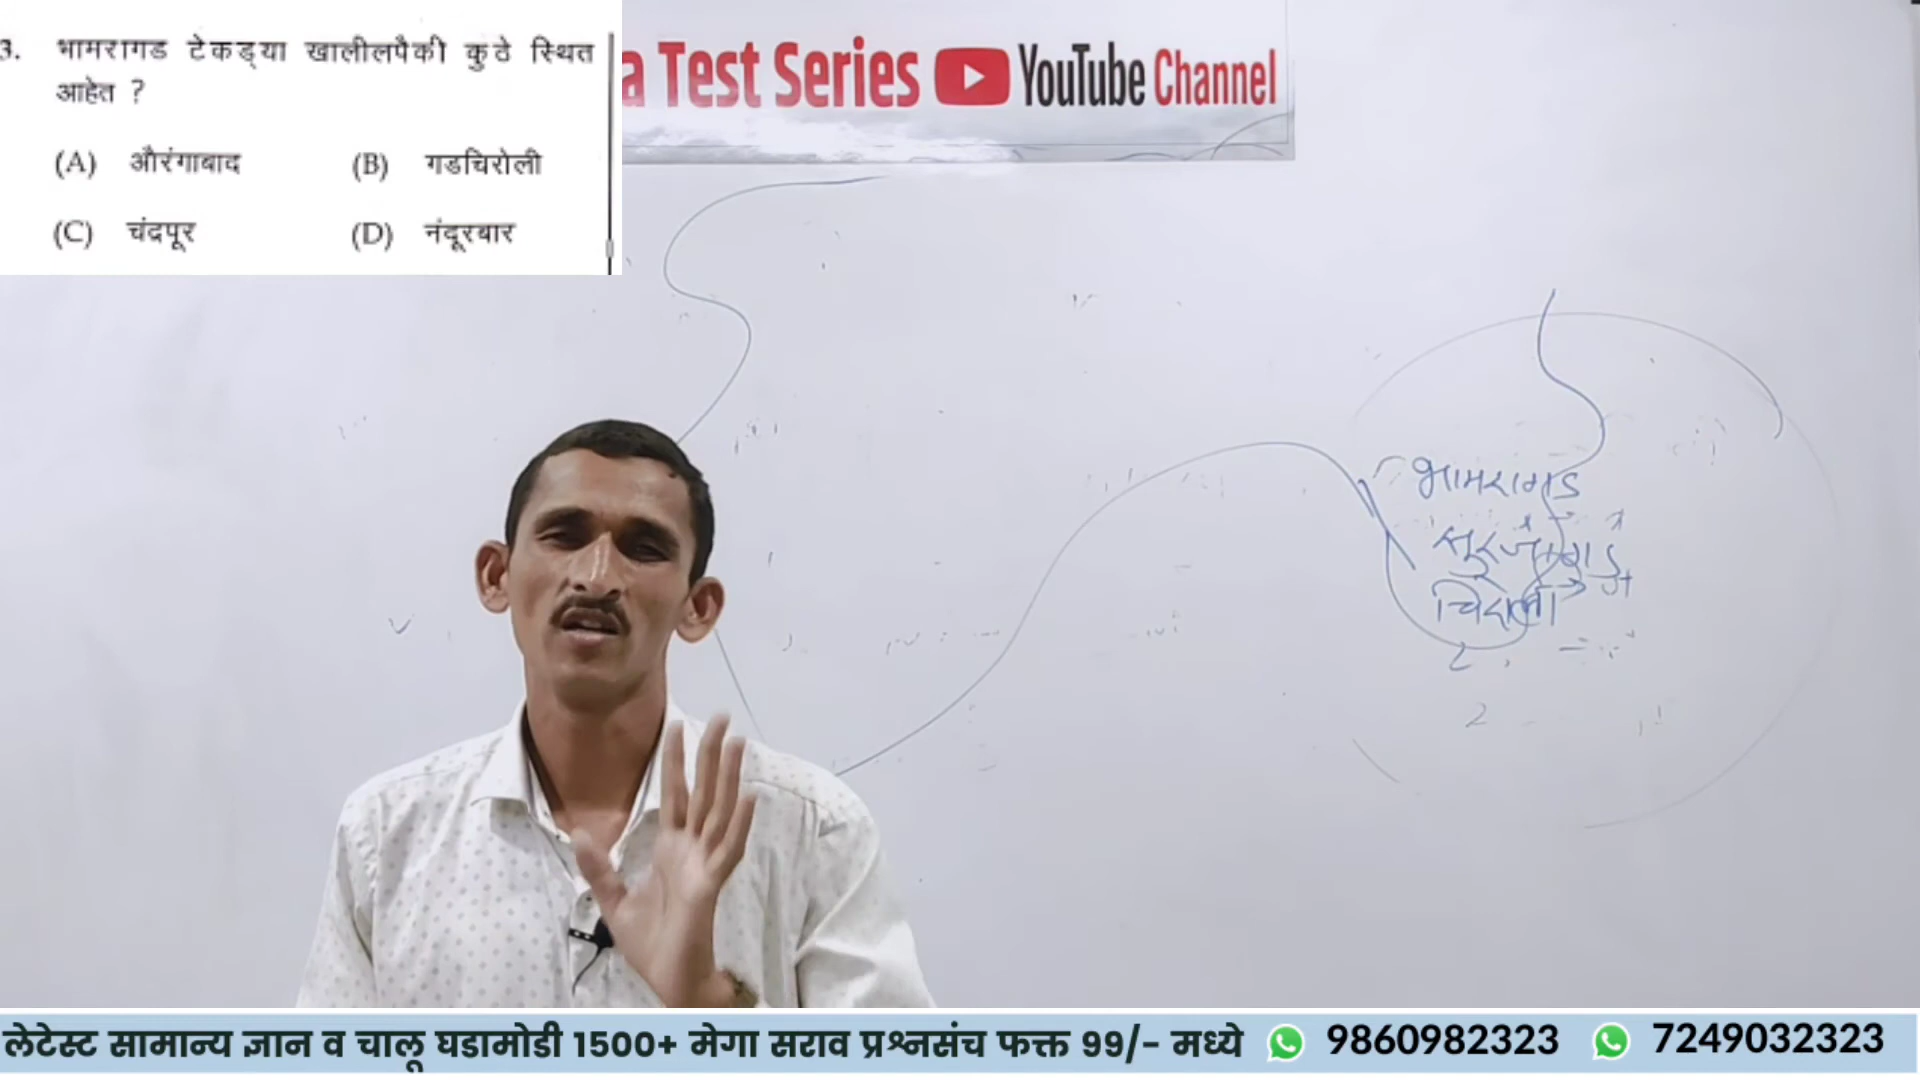 3. भामरागड टेकड्या खालीलपैकी कुठे स्थित
आहेत ?
(A) औरंगाबाद (B) गडचिरोली
(C) चंद्रपूर (D) नंदूरबार
a Test Series YouTube Channel
भामरागड
सुरजागड
चिरोली
लेटेस्ट सामान्य ज्ञान व चालू घडामोडी 1500+ मेगा सराव प्रश्नसंच फक्त 99/- मध्ये 9860982323 7249032323